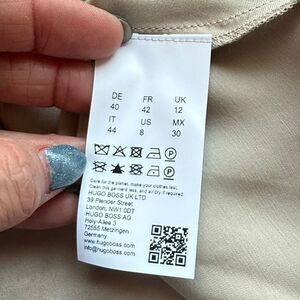 DE FR UK
40 42 12
IT US MX
44 8 30
Care for the planet, make your clothes last.
Clean this garment less, and air dry if required.
HUGO BOSS UK LTD
39 Plender Street
London, NW1 0DT
HUGO BOSS AG
Holy-Allee 3
72555 Metzingen
Germany
www.hugoboss.com
info@hugoboss.com